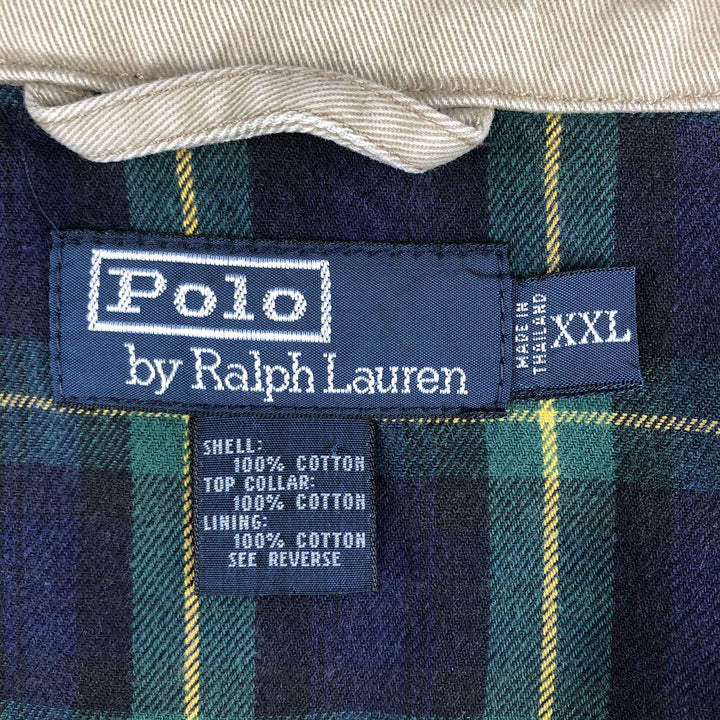 Polo
by Ralph Lauren
MADE IN
THAILAND
XXL
SHELL:
100% COTTON
TOP COLLAR:
100% COTTON
LINING:
100% COTTON
SEE REVERSE